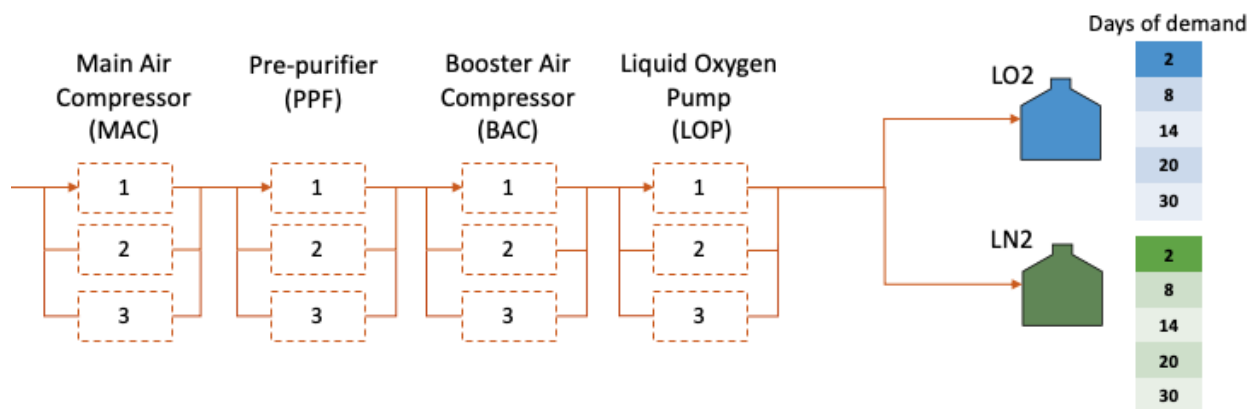 Days of demand
Main Air
Compressor
(MAC)
Pre-purifier
(PPF)
Booster Air
Compressor
(BAC)
Liquid Oxygen
Pump
(LOP)
1
2
3
1
2
3
1
2
3
1
2
3
LO2
2
8
14
20
30
LN2
2
8
14
20
30